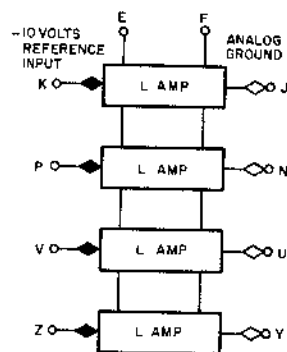 E F
-10 VOLTS REFERENCE INPUT
ANALOG GROUND
K L AMP J
P L AMP N
V L AMP U
Z L AMP Y